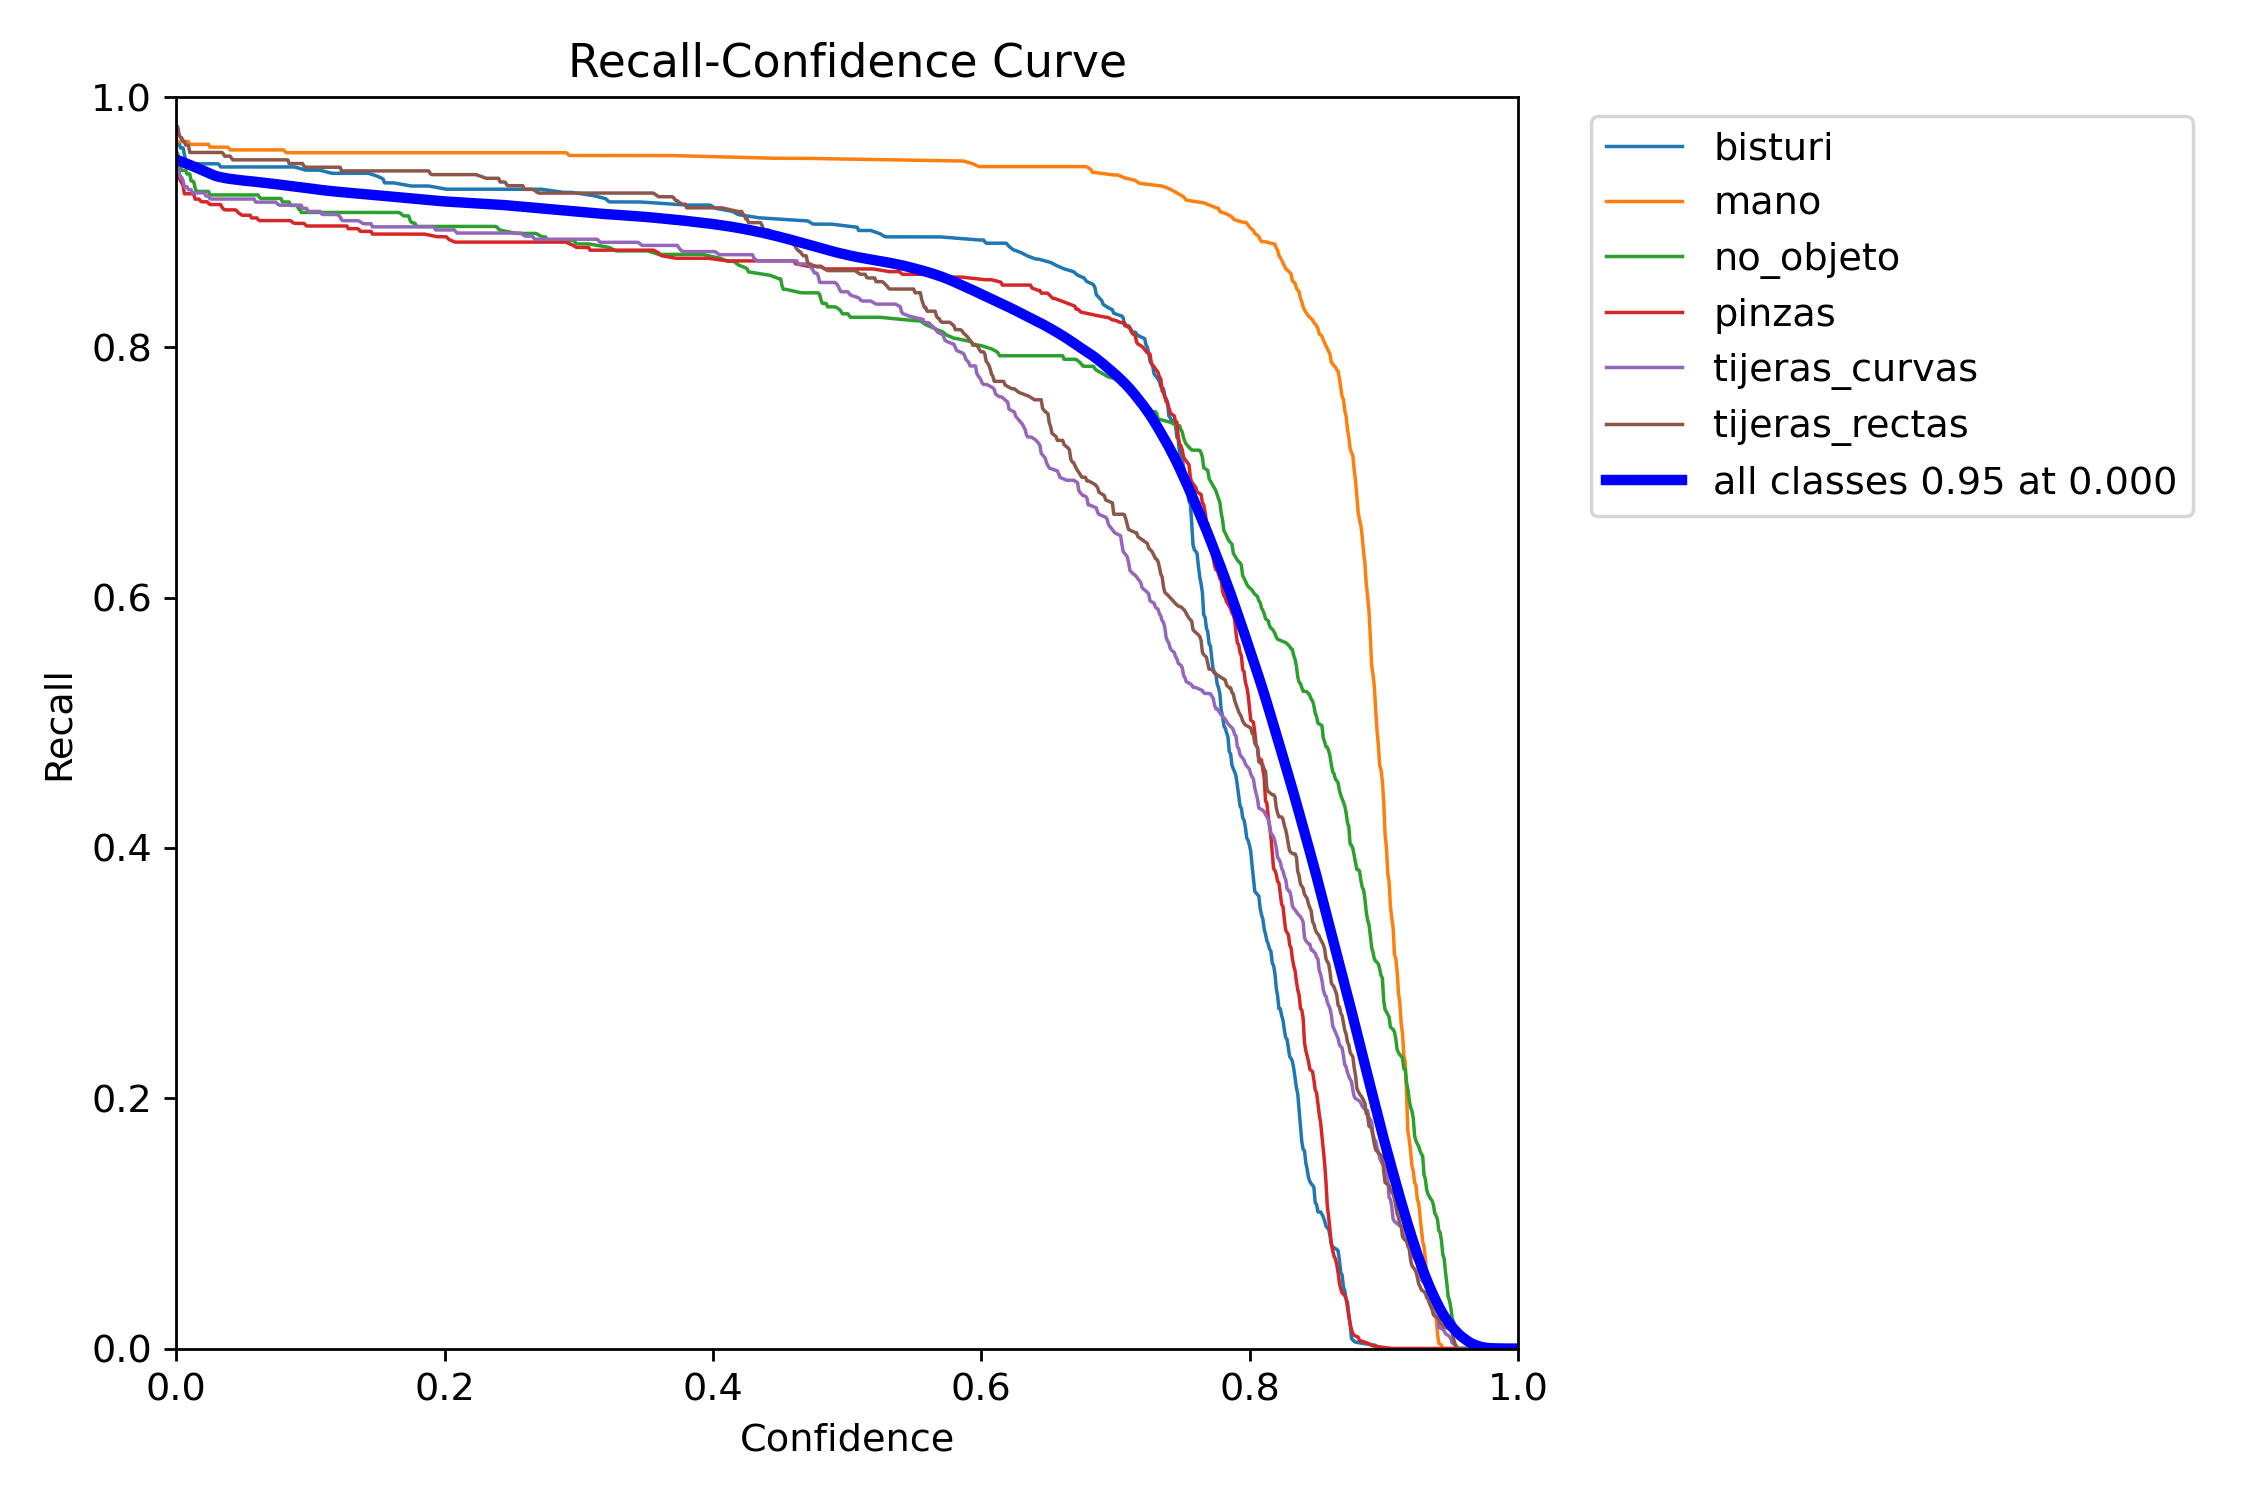 Recall-Confidence Curve
1.0
0.8
0.6
0.4
0.2
0.0
Recall
0.0 0.2 0.4 0.6 0.8 1.0
Confidence
bisturi
mano
no_objeto
pinzas
tijeras_curvas
tijeras_rectas
all classes 0.95 at 0.000